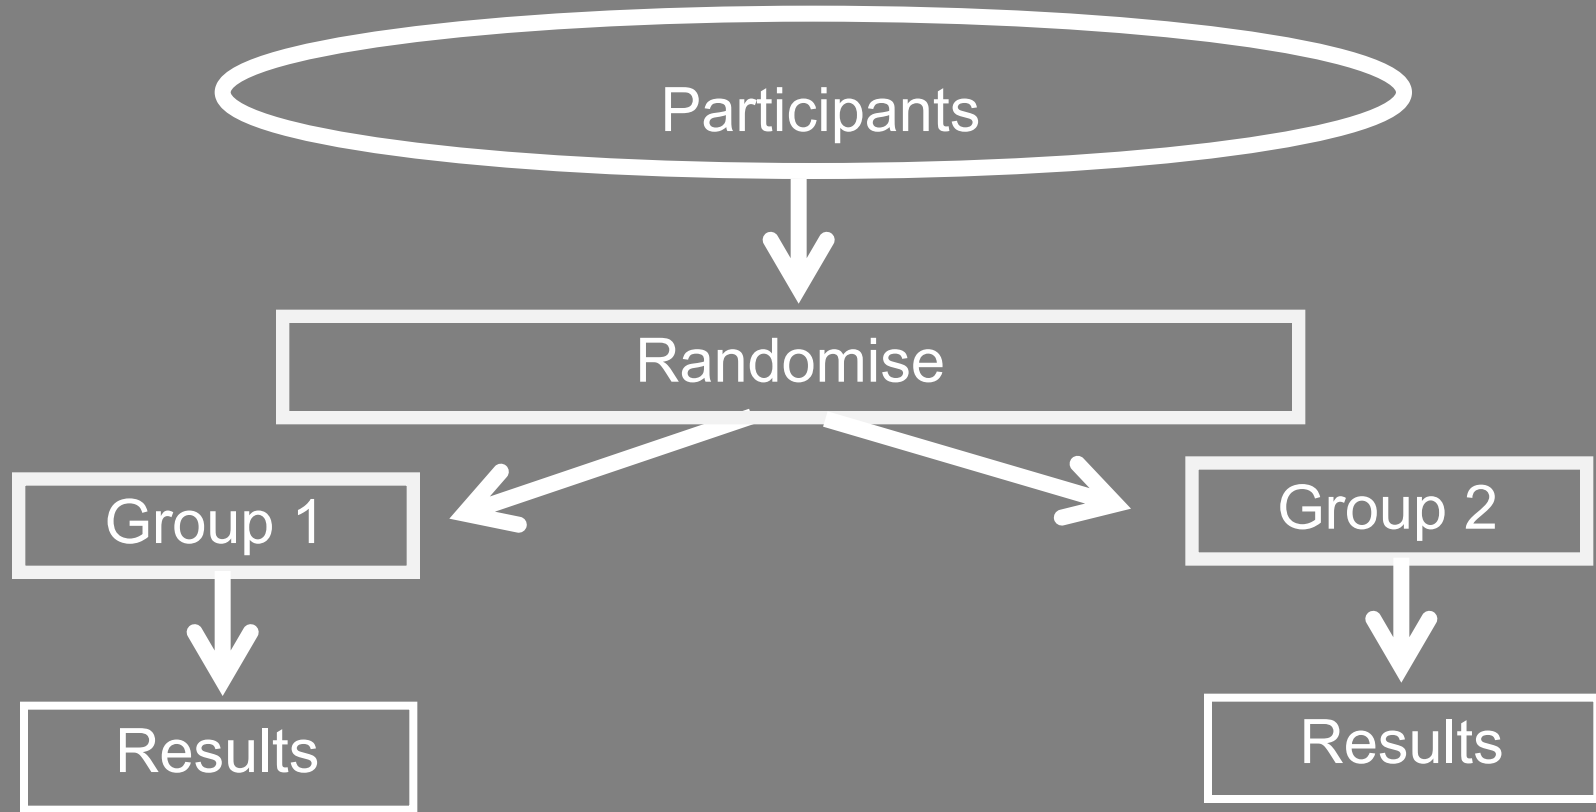 Participants
Randomise
Group 1
Group 2
Results
Results